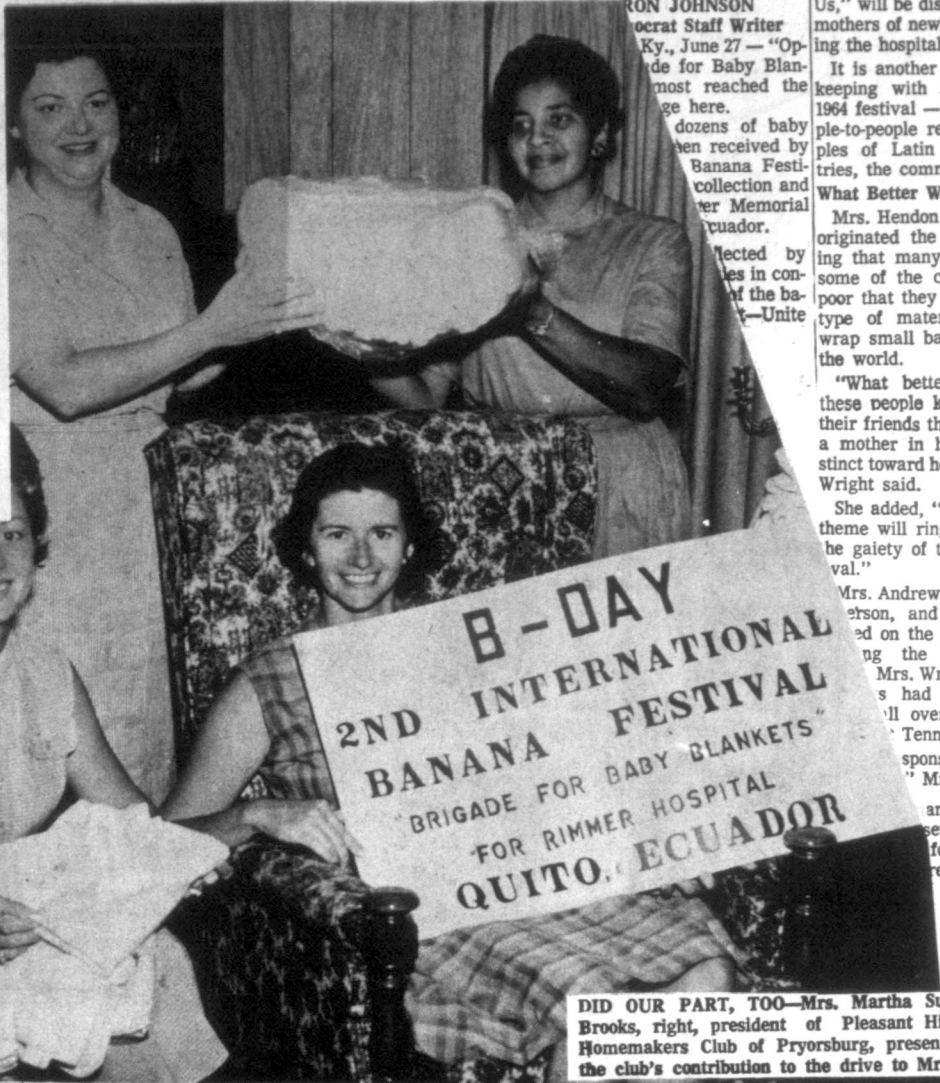 RON JOHNSON
ocrat Staff Writer
Ky., June 27 — “Op-
de for Baby Blan-
most reached the
ge here.
dozens of baby
en received by
Banana Festi-
collection and
er Memorial
cuador.
lected by
ies in con-
of the ba-
t—Unite
Us,” will be dis
mothers of new
ing the hospital
It is another
keeping with
1964 festival —
ple-to-people re
ples of Latin
tries, the comm
What Better W
Mrs. Hendon
originated the
ing that many
some of the c
poor that they
type of mater
wrap small ba
the world.
“What bette
these people k
their friends th
a mother in h
stinct toward he
Wright said.
She added, “
theme will rin
he gaiety of t
val.”
Mrs. Andrew
erson, and
ed on the
ng the
Mrs. Wr
s had
ll over
Tenn
spons
” Mr
B-DAY
2ND INTERNATIONAL
BANANA FESTIVAL
"BRIGADE FOR BABY BLANKETS"
FOR RIMMER HOSPITAL
QUITO, ECUADOR
DID OUR PART, TOO—Mrs. Martha Su
Brooks, right, president of Pleasant Hi
Homemakers Club of Pryorsburg, presen
the club's contribution to the drive to Mr